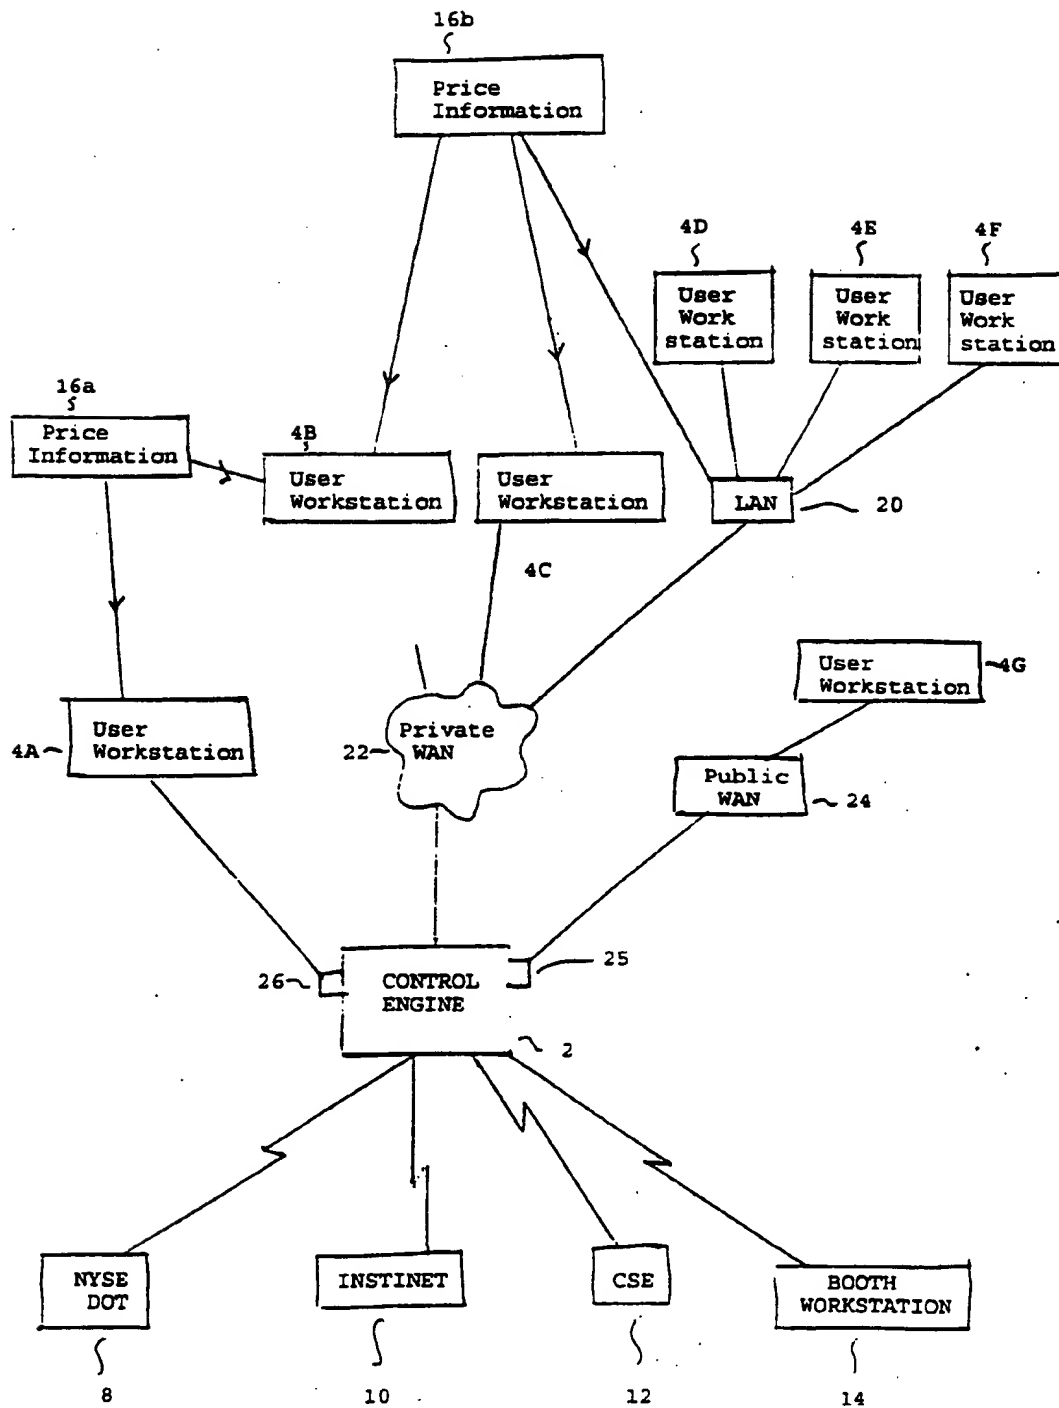 16b
Price
Information
4D
4E
4F
User
Work
station
User
Work
station
User
Work
station
16a
Price
Information
4B
User
Workstation
User
Workstation
LAN
20
4C
User
Workstation
4G
User
Workstation
4A
Private
WAN
22
Public
WAN
24
26
CONTROL
ENGINE
25
2
NYSE
DOT
INSTINET
CSE
BOOTH
WORKSTATION
8
10
12
14